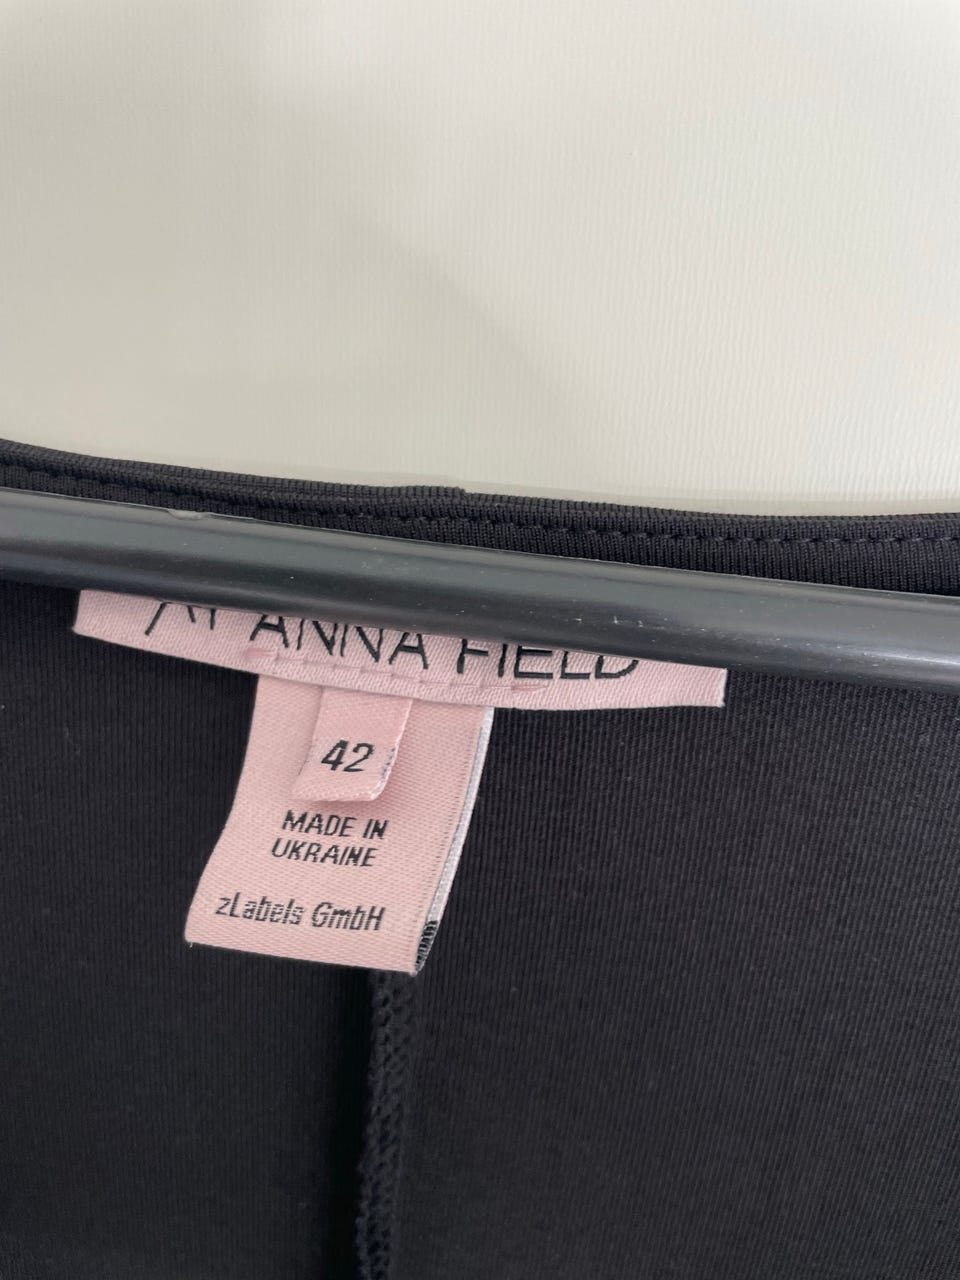 ANNA FIELD
42
MADE IN
UKRAINE
zLabels GmbH